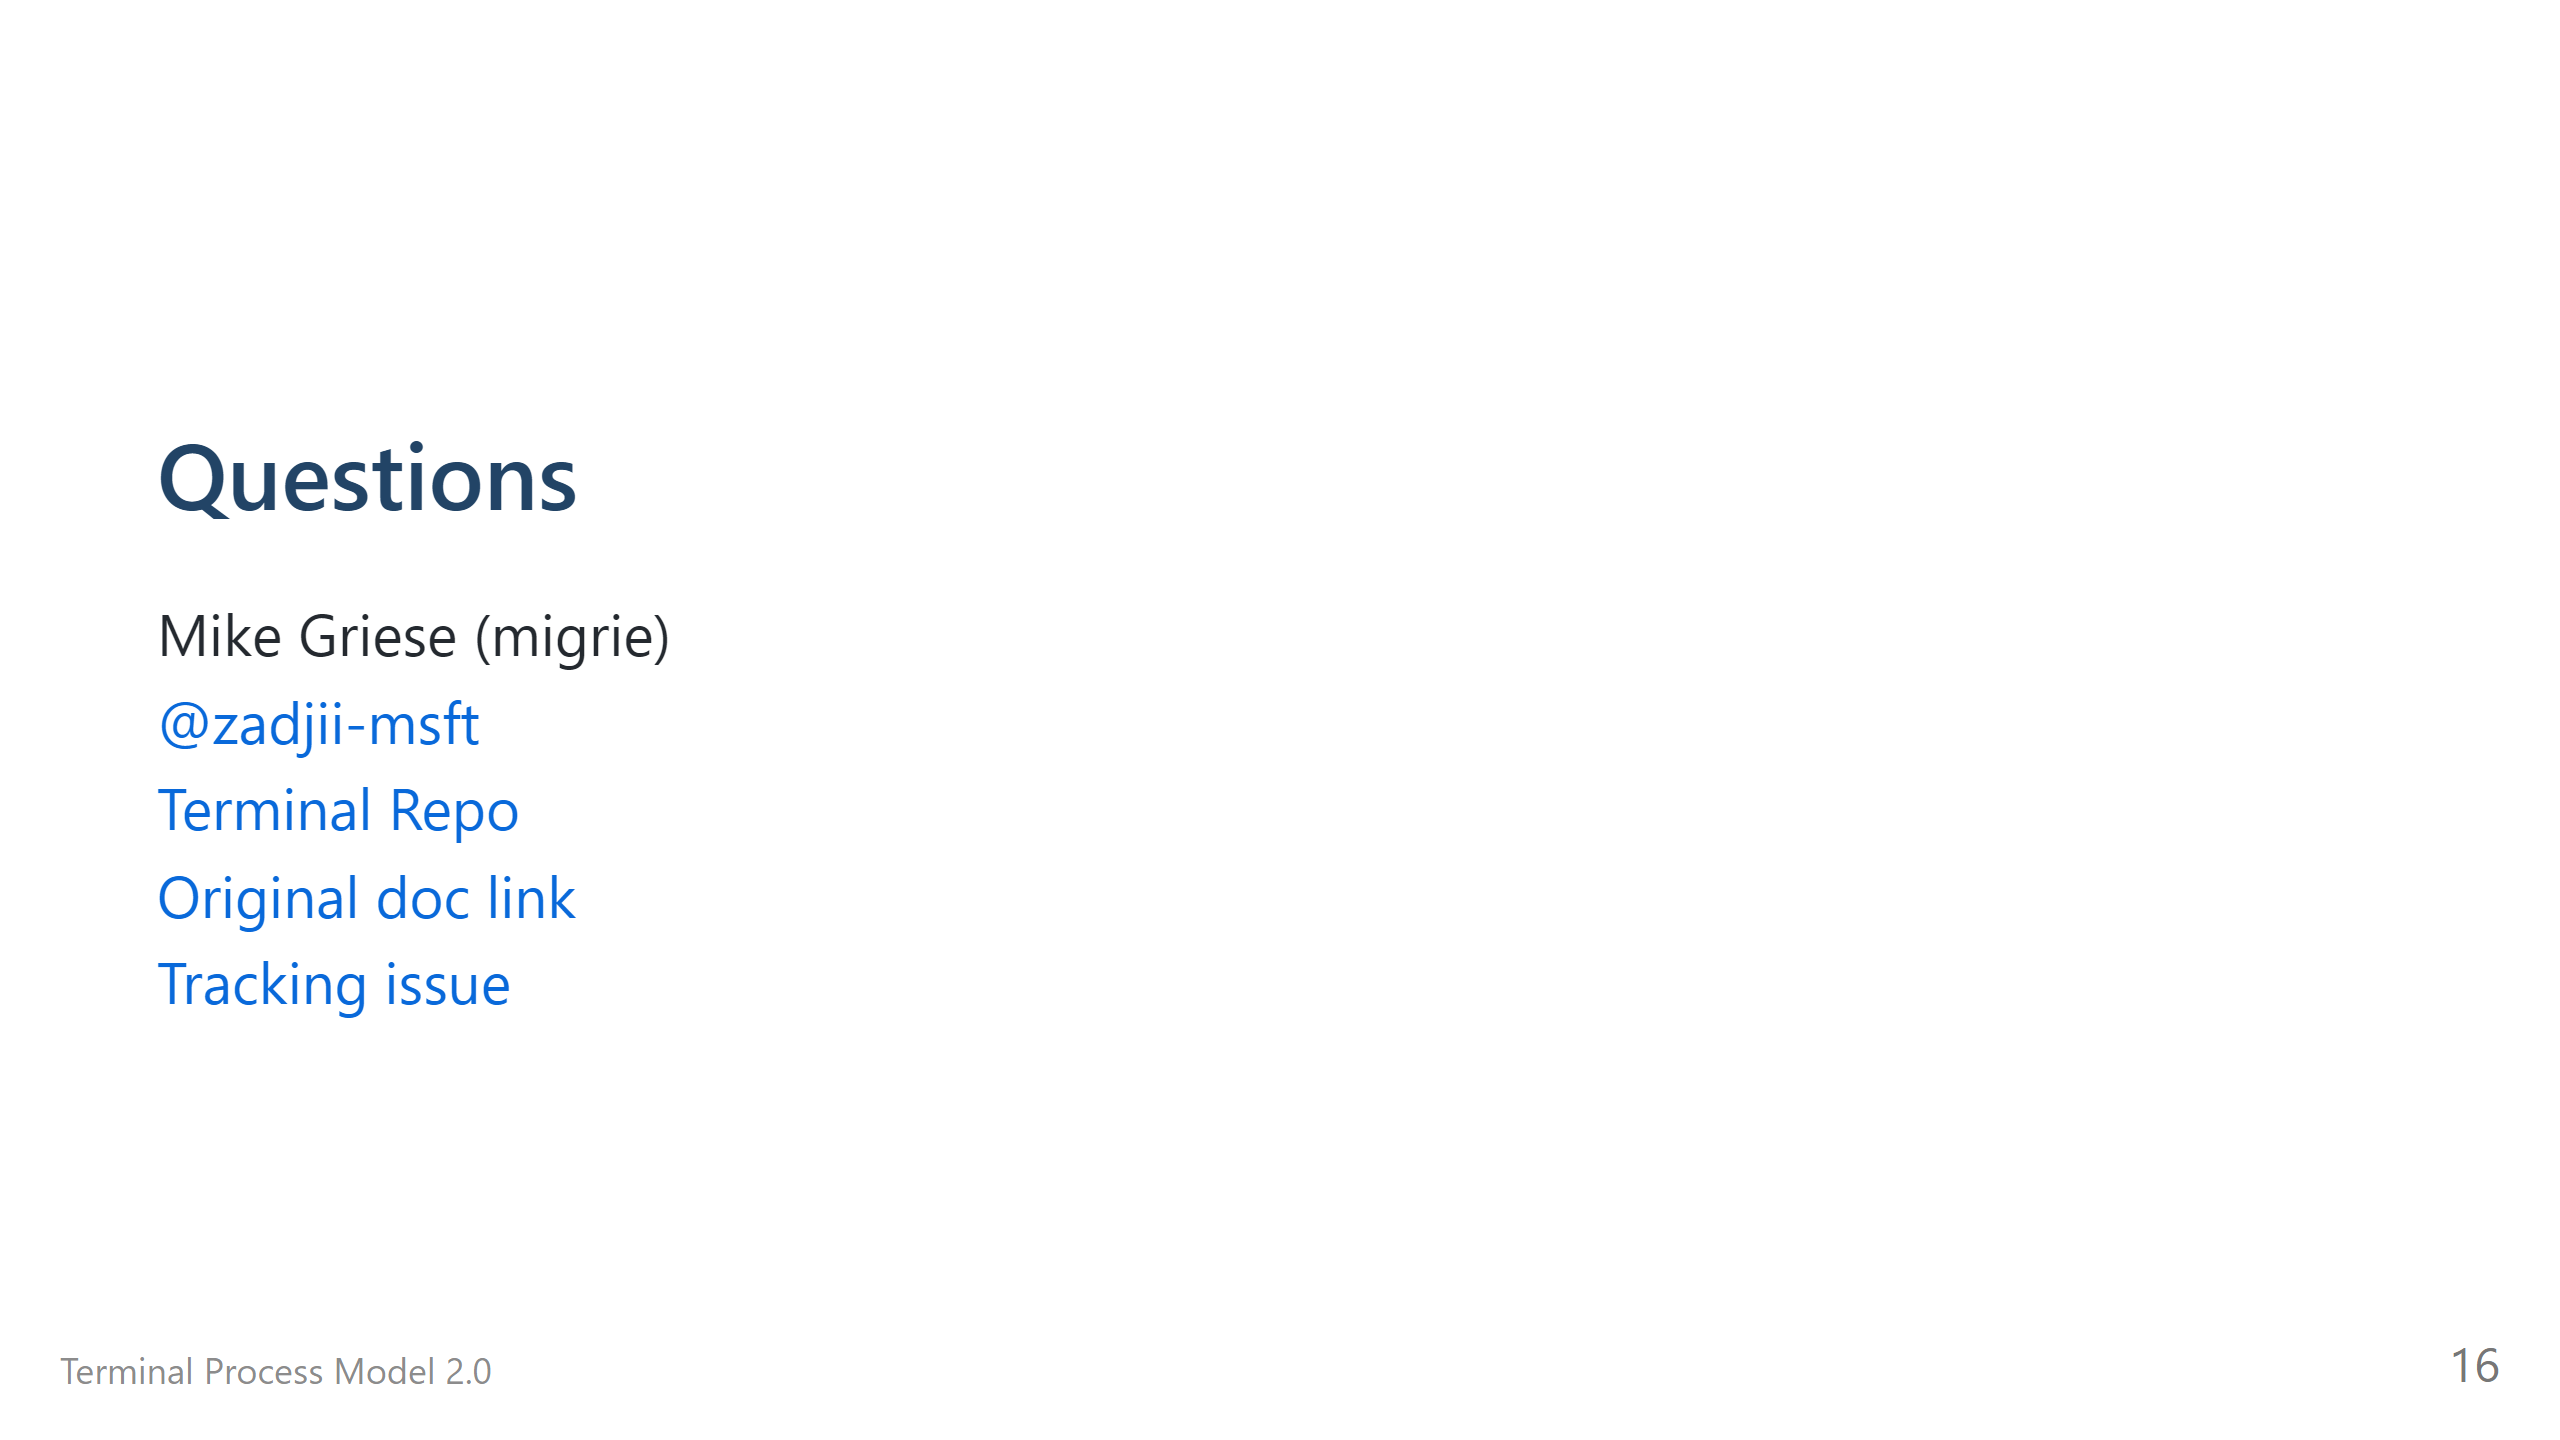 Questions
Mike Griese (migrie)
@zadjii-msft
Terminal Repo
Original doc link
Tracking issue
Terminal Process Model 2.0
16